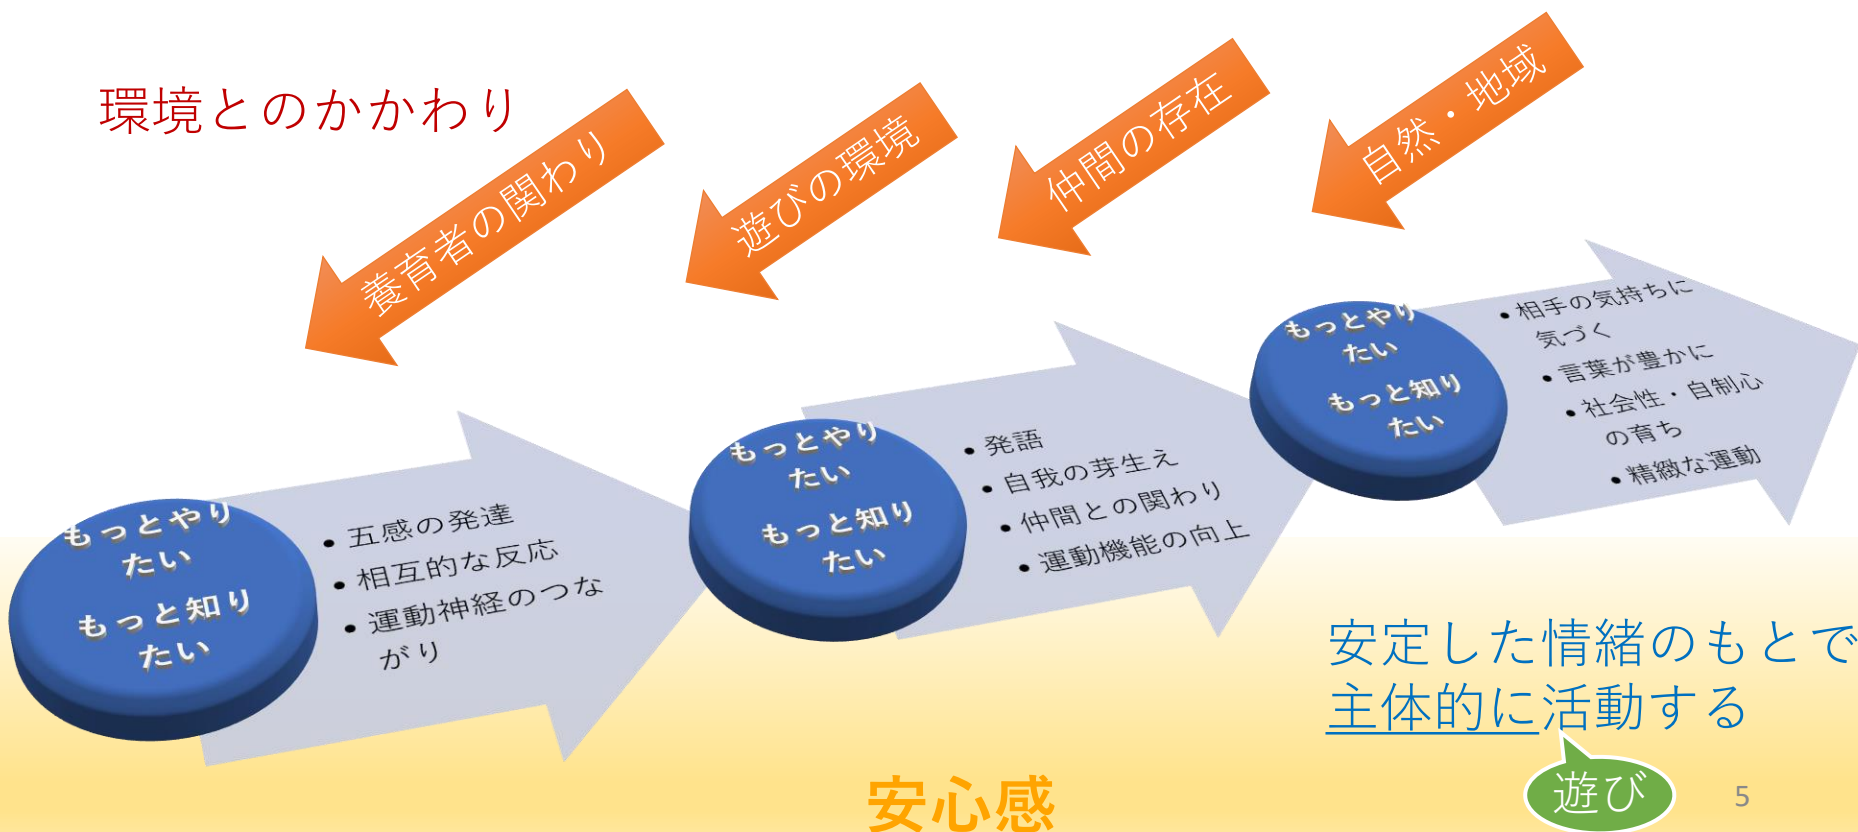 環境とのかかわり
養育者の関わり
遊びの環境
仲間の存在
自然・地域
もっとやり
たい
もっと知り
たい
• 五感の発達
• 相互的な反応
• 運動神経のつな
がり
もっとやり
たい
もっと知り
たい
• 発語
• 自我の芽生え
• 仲間との関わり
• 運動機能の向上
もっとやり
たい
もっと知り
たい
• 相手の気持ちに
気づく
• 言葉が豊かに
• 社会性・自制心
の育ち
• 精緻な運動
安定した情緒のもとで
主体的に活動する
遊び
安心感
5